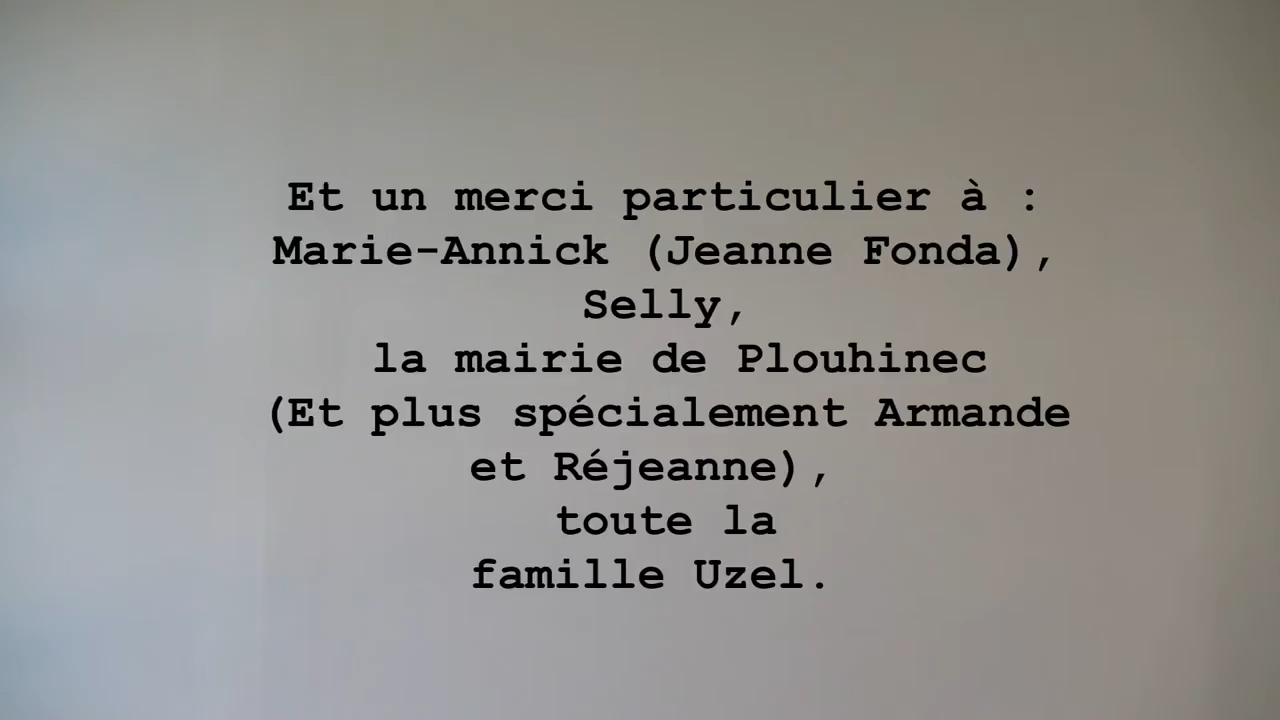 Et un merci particulier à :
Marie-Annick (Jeanne Fonda),
Selly,
la mairie de Plouhinec
(Et plus spécialement Armande
et Réjeanne),
toute la
famille Uzel.